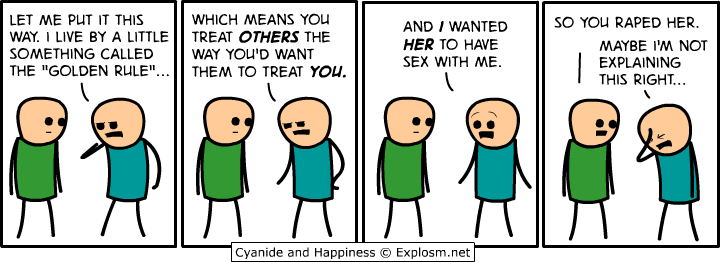 LET ME PUT IT THIS
WAY. I LIVE BY A LITTLE
SOMETHING CALLED
THE "GOLDEN RULE"...
WHICH MEANS YOU
TREAT OTHERS THE
WAY YOU'D WANT
THEM TO TREAT YOU.
AND I WANTED
HER TO HAVE
SEX WITH ME.
SO YOU RAPED HER.
MAYBE I'M NOT
EXPLAINING
THIS RIGHT...
Cyanide and Happiness © Explosm.net